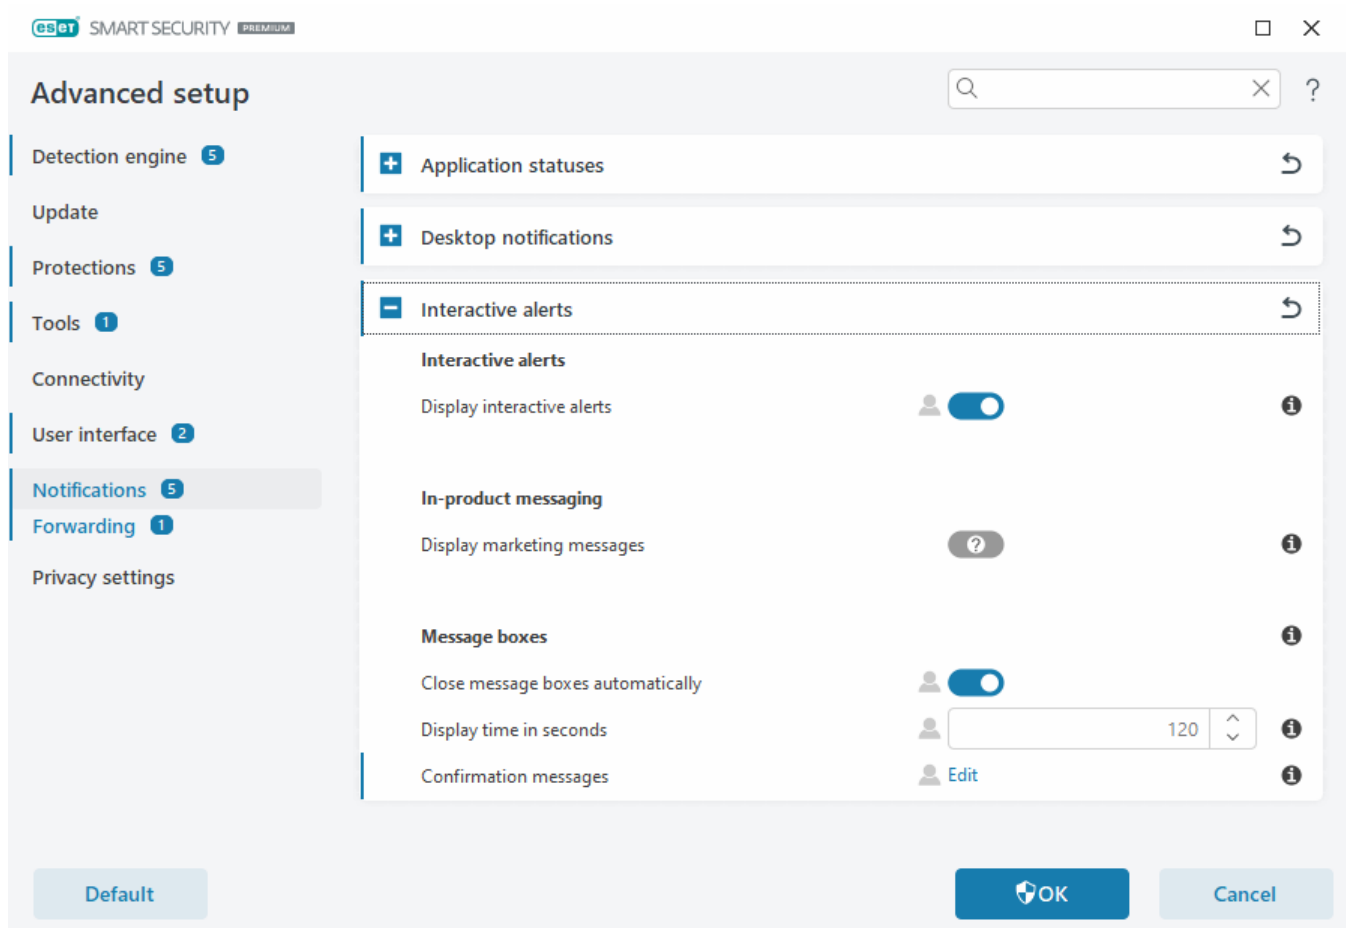 eset SMART SECURITY PREMIUM
Advanced setup
?
Detection engine 5
Update
Protections 5
Tools 1
Connectivity
User interface 2
Notifications 5
Forwarding 1
Privacy settings
Application statuses
Desktop notifications
Interactive alerts
Interactive alerts
Display interactive alerts
In-product messaging
Display marketing messages ?
Message boxes
Close message boxes automatically
Display time in seconds 120
Confirmation messages Edit
Default
OK
Cancel